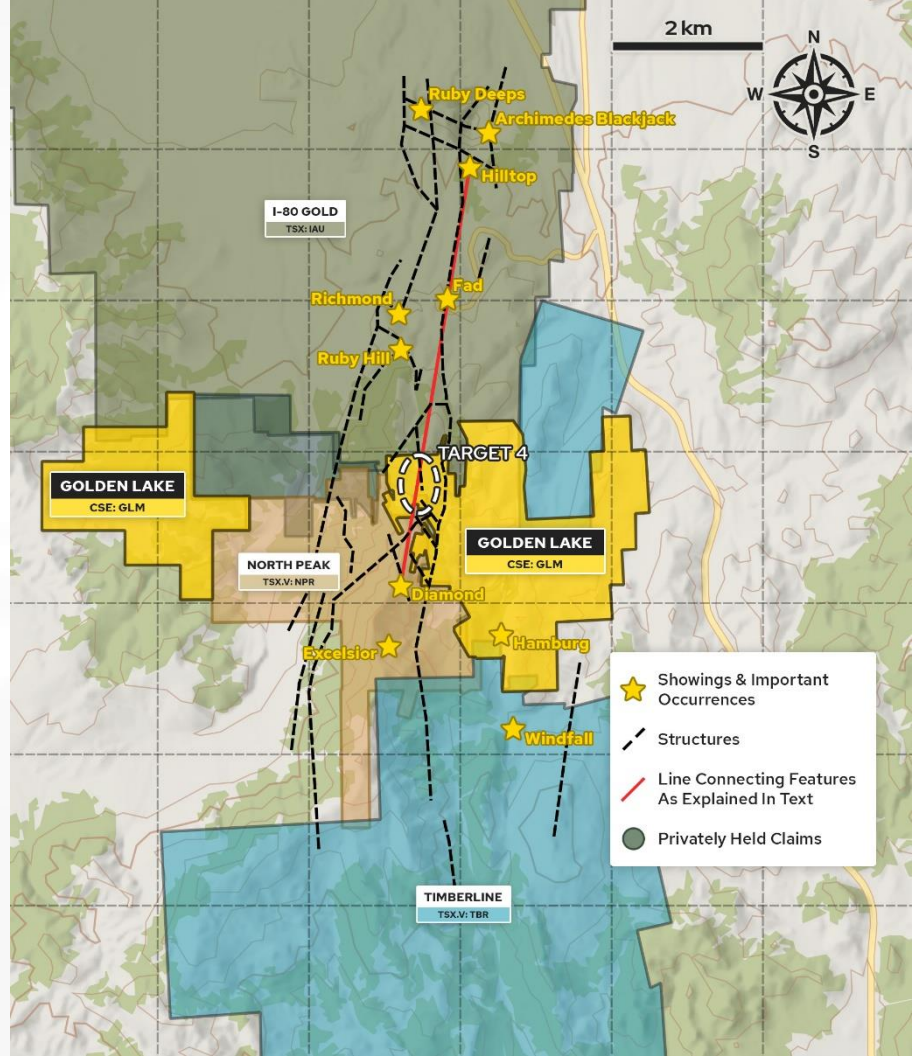 2 km
N
W
E
S
Ruby Deeps
Archimedes Blackjack
Hilltop
I-80 GOLD
TSX: IAU
Fad
Richmond
Ruby Hill
TARGET 4
GOLDEN LAKE
CSE: GLM
GOLDEN LAKE
CSE: GLM
NORTH PEAK
TSX.V: NPR
Diamond
Hamburg
Excelsior
Windfall
Showings & Important
Occurrences
Structures
Line Connecting Features
As Explained In Text
Privately Held Claims
TIMBERLINE
TSX.V: TBR